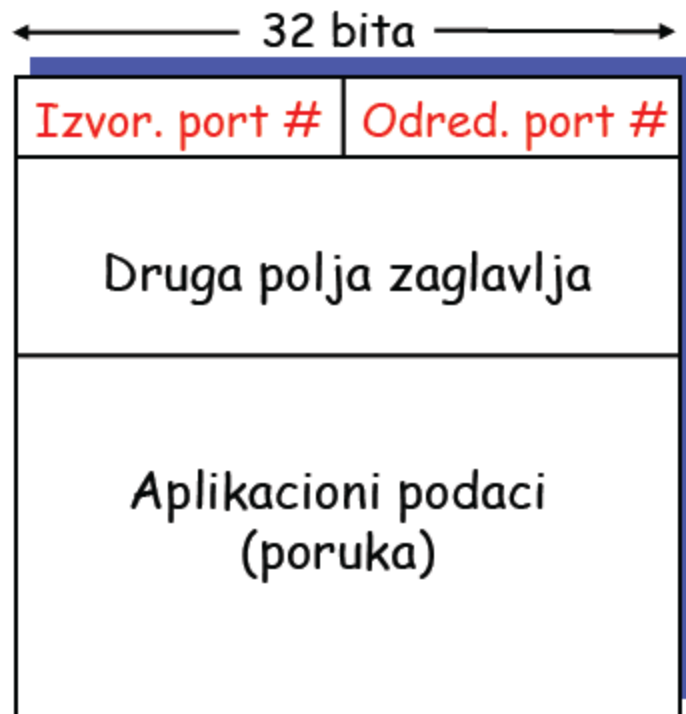 32 bita
Izvor. port # Odred. port #
Druga polja zaglavlja
Aplikacioni podaci
(poruka)